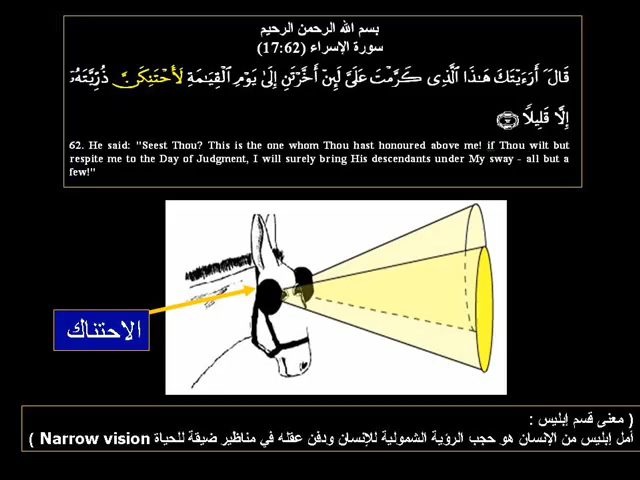 بسم الله الرحمن الرحيم
سورة الإسراء (17:62)
قَالَ أَرَءَيْتَكَ هَـٰذَا ٱلَّذِى كَرَّمْتَ عَلَىَّ لَئِنْ أَخَّرْتَنِ إِلَىٰ يَوْمِ ٱلْقِيَـٰمَةِ لَأَحْتَنِكَنَّ ذُرِّيَّتَهُۥٓ
إِلَّا قَلِيلًا ٦٢
62. He said: "Seest Thou? This is the one whom Thou hast honoured above me! if Thou wilt but
respite me to the Day of Judgment, I will surely bring His descendants under My sway - all but a
few!"
الاحتناك
( معنى قسم إبليس :
أمل إبليس من الإنسان هو حجب الرؤية الشمولية للإنسان ودفن عقله في مناظير ضيقة للحياة Narrow vision )